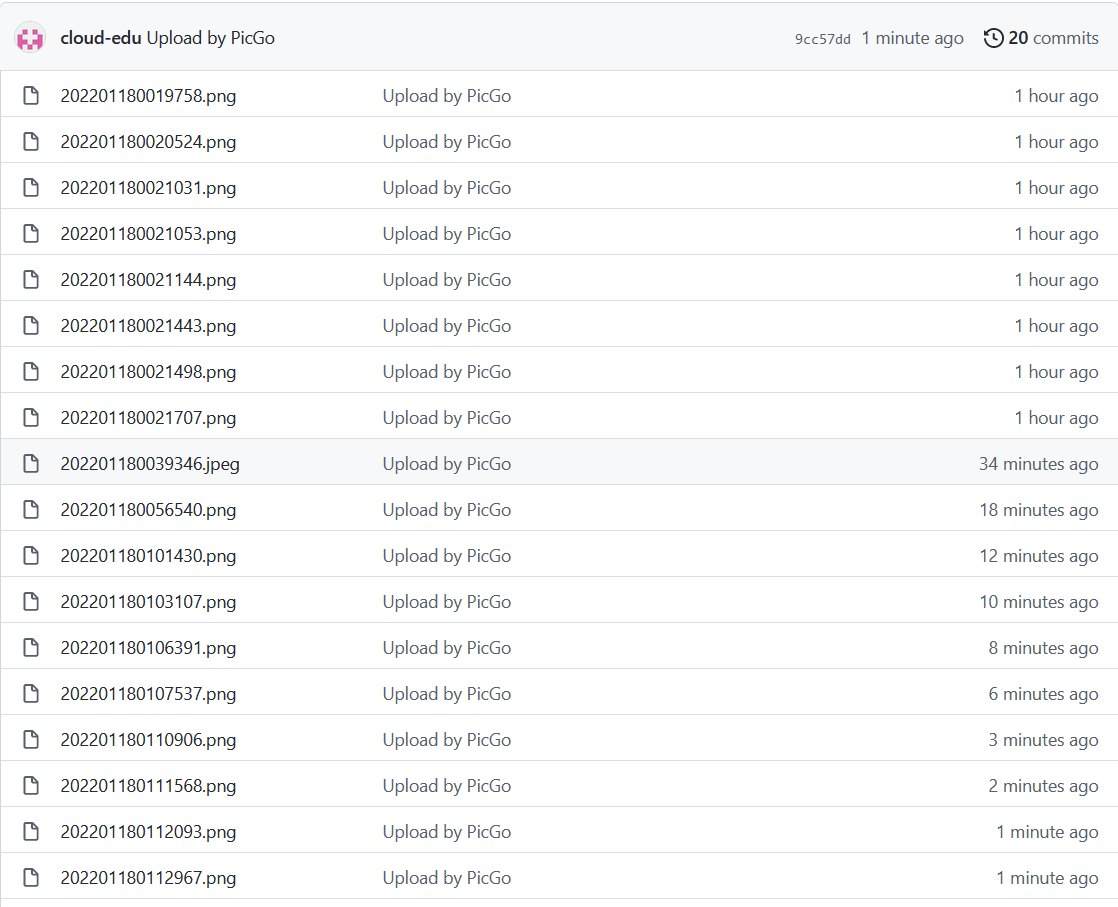 cloud-edu Upload by PicGo 9cc57dd 1 minute ago 20 commits
202201180019758.png Upload by PicGo 1 hour ago
202201180020524.png Upload by PicGo 1 hour ago
202201180021031.png Upload by PicGo 1 hour ago
202201180021053.png Upload by PicGo 1 hour ago
202201180021144.png Upload by PicGo 1 hour ago
202201180021443.png Upload by PicGo 1 hour ago
202201180021498.png Upload by PicGo 1 hour ago
202201180021707.png Upload by PicGo 1 hour ago
202201180039346.jpeg Upload by PicGo 34 minutes ago
202201180056540.png Upload by PicGo 18 minutes ago
202201180101430.png Upload by PicGo 12 minutes ago
202201180103107.png Upload by PicGo 10 minutes ago
202201180106391.png Upload by PicGo 8 minutes ago
202201180107537.png Upload by PicGo 6 minutes ago
202201180110906.png Upload by PicGo 3 minutes ago
202201180111568.png Upload by PicGo 2 minutes ago
202201180112093.png Upload by PicGo 1 minute ago
202201180112967.png Upload by PicGo 1 minute ago